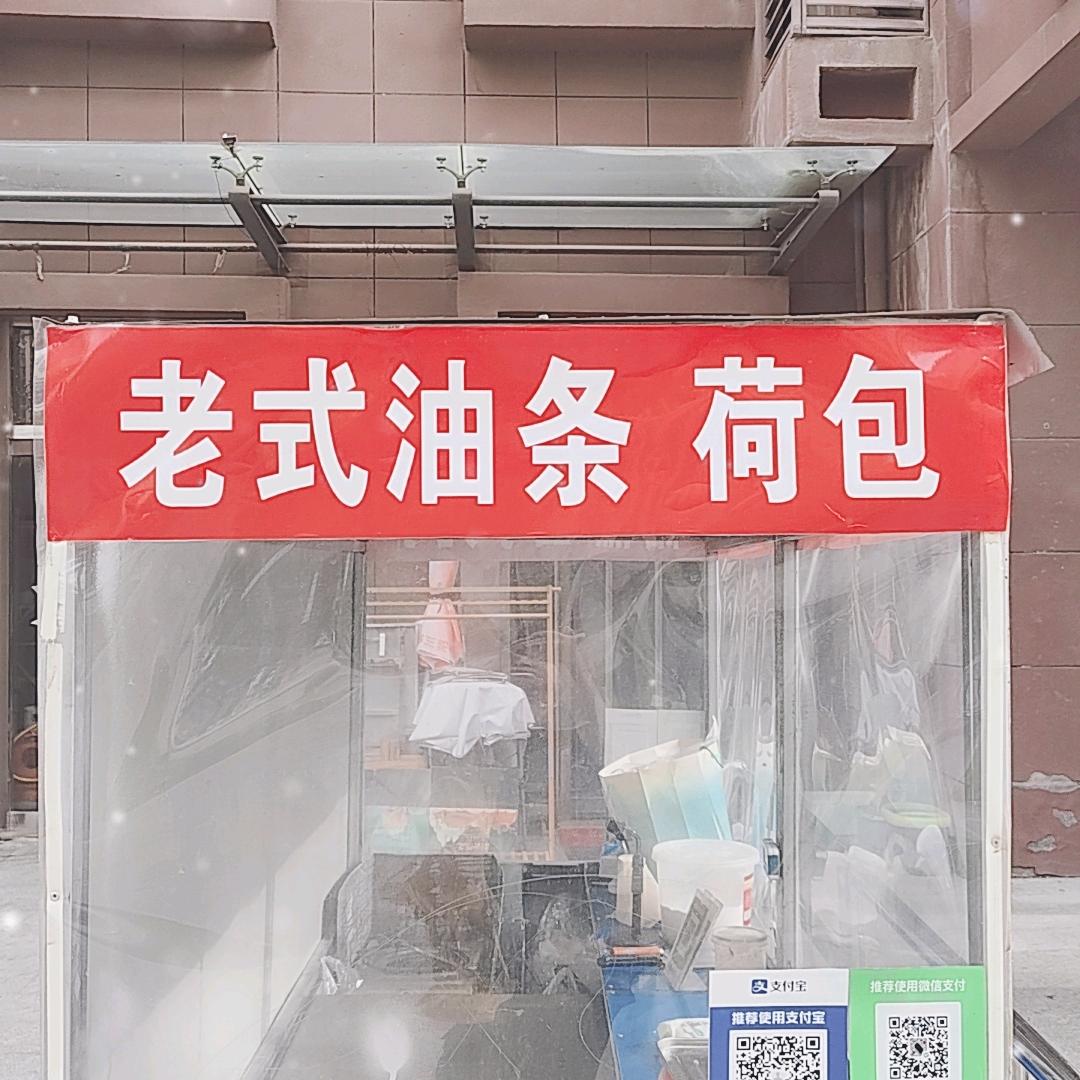 老式油条 荷包
支付宝
推荐使用支付宝
推荐使用微信支付